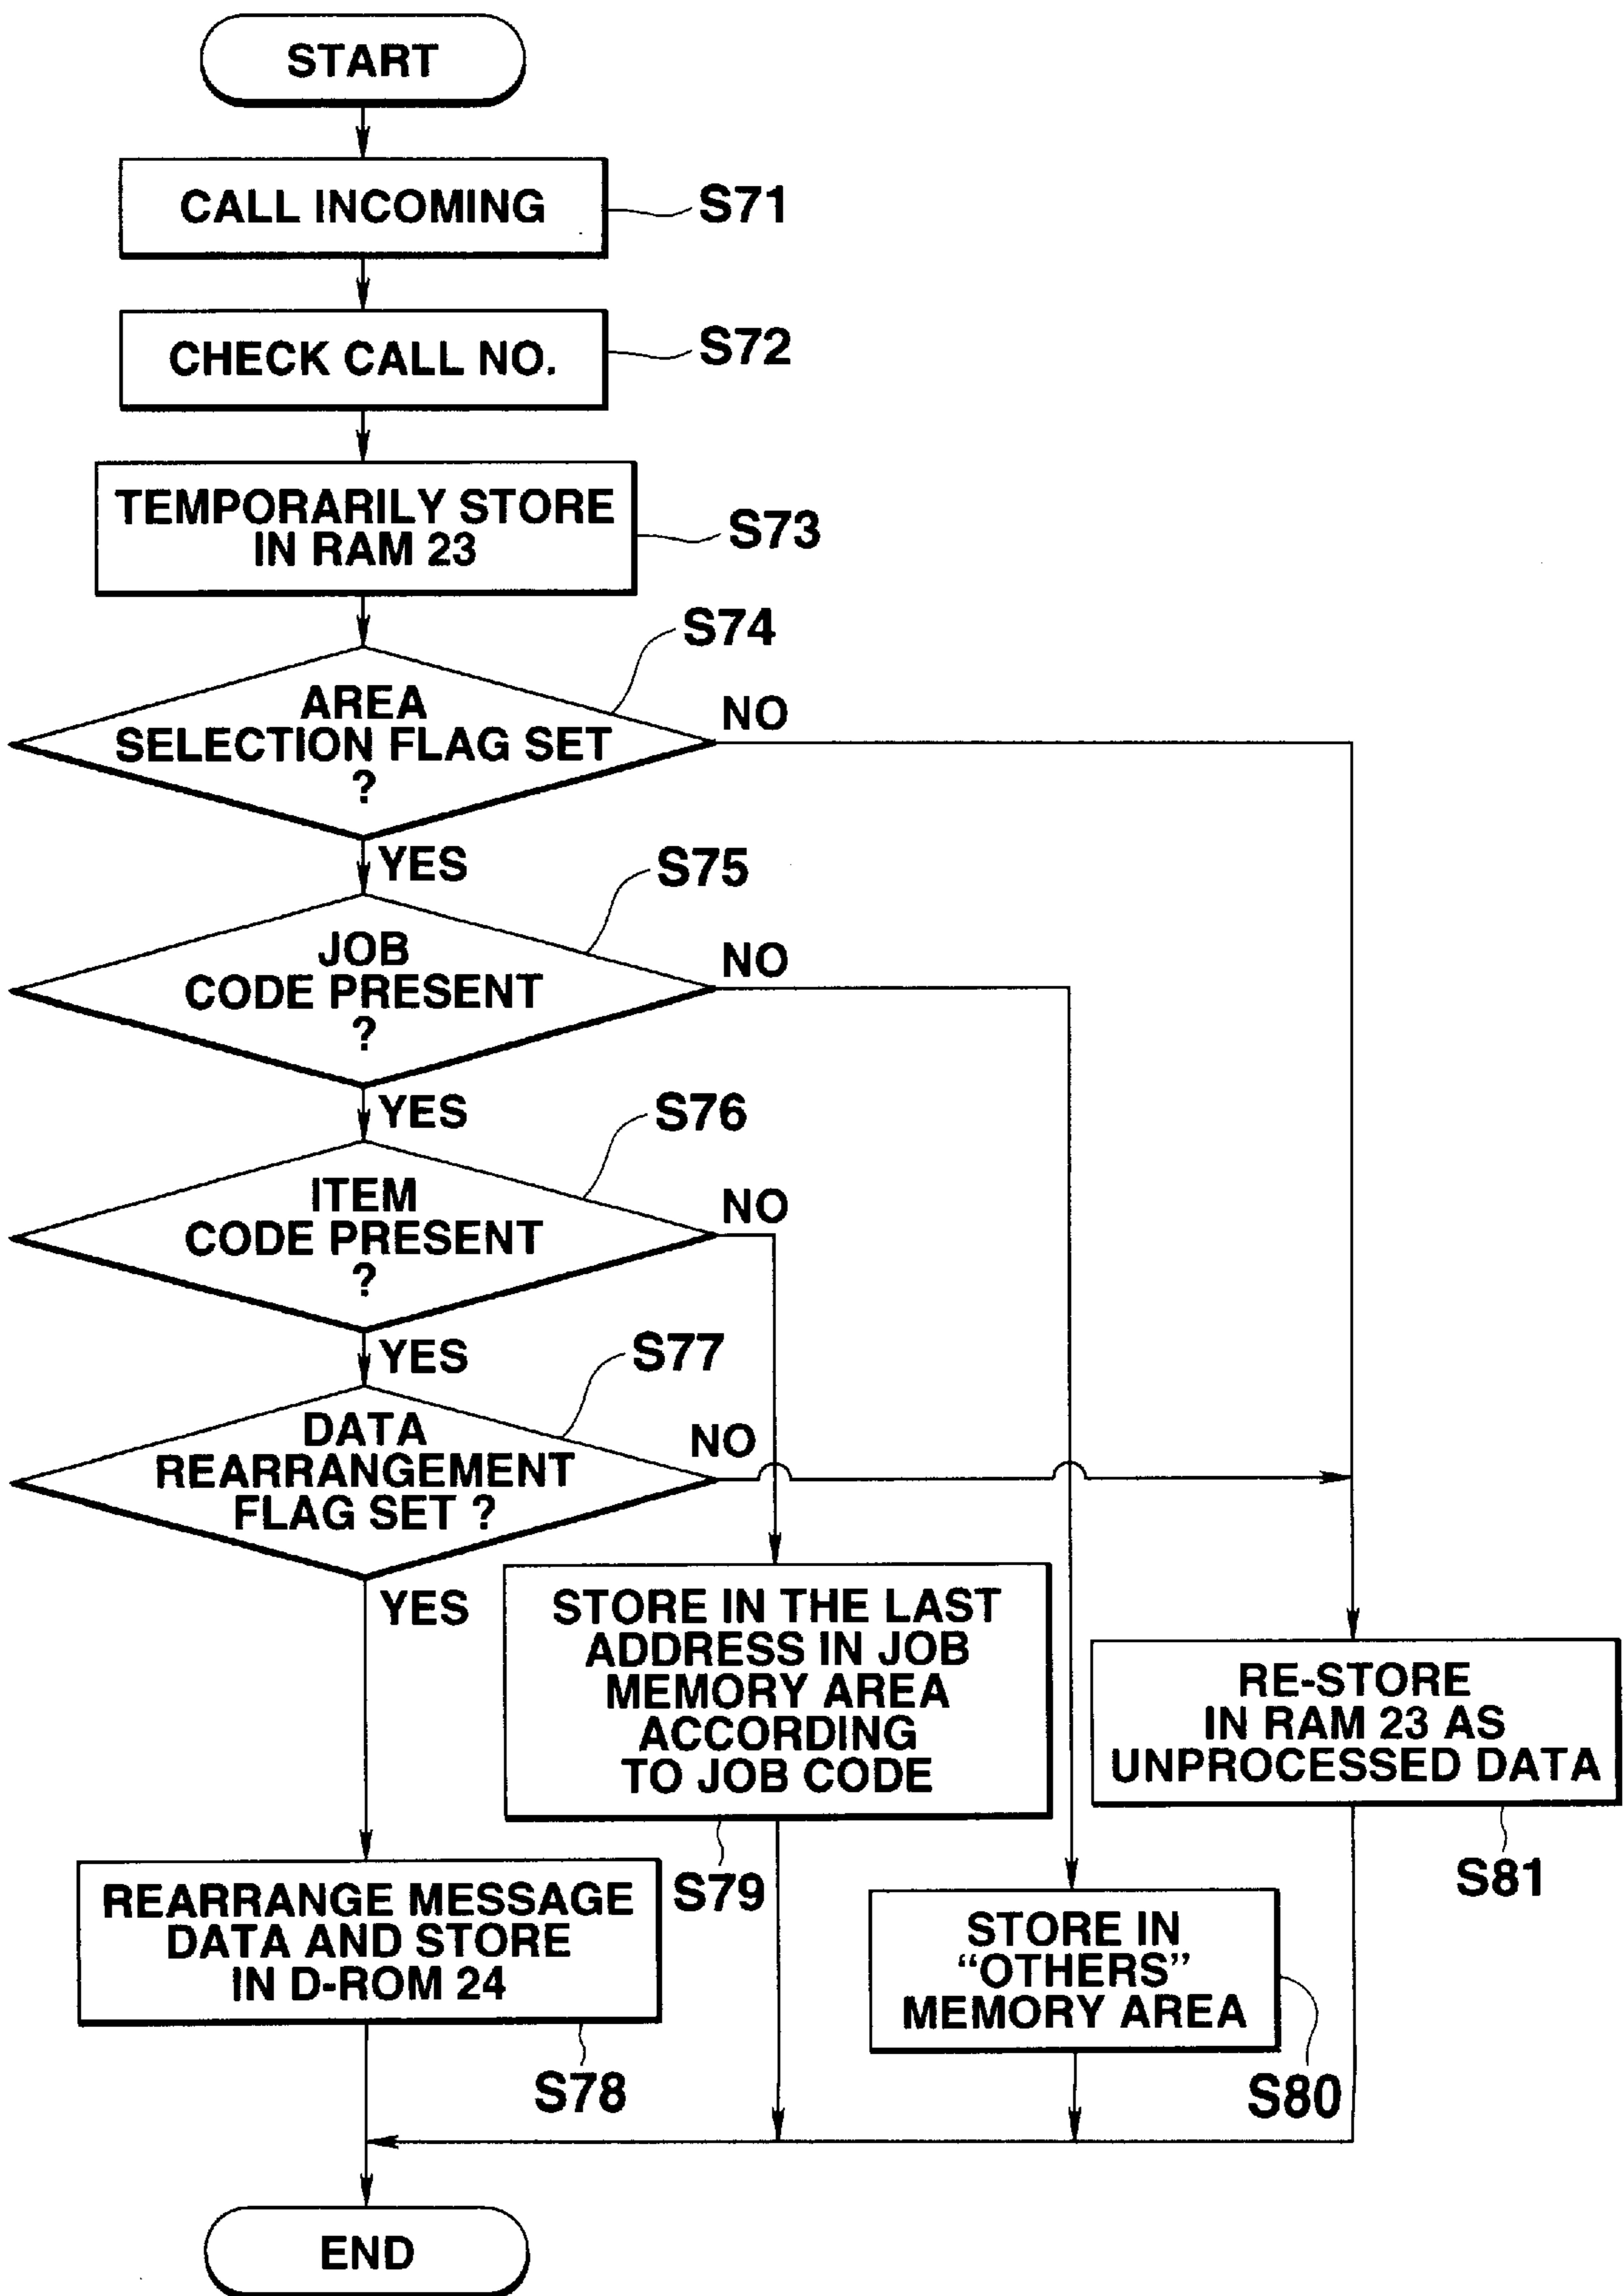 START
CALL INCOMING
S71
CHECK CALL NO.
S72
TEMPORARILY STORE
IN RAM 23
S73
S74
AREA
SELECTION FLAG SET
?
NO
YES
S75
JOB
CODE PRESENT
?
NO
YES
S76
ITEM
CODE PRESENT
?
NO
YES
S77
DATA
REARRANGEMENT
FLAG SET ?
NO
YES
STORE IN THE LAST
ADDRESS IN JOB
MEMORY AREA
ACCORDING
TO JOB CODE
S79
RE-STORE
IN RAM 23 AS
UNPROCESSED DATA
S81
REARRANGE MESSAGE
DATA AND STORE
IN D-ROM 24
S78
STORE IN
“OTHERS”
MEMORY AREA
S80
END